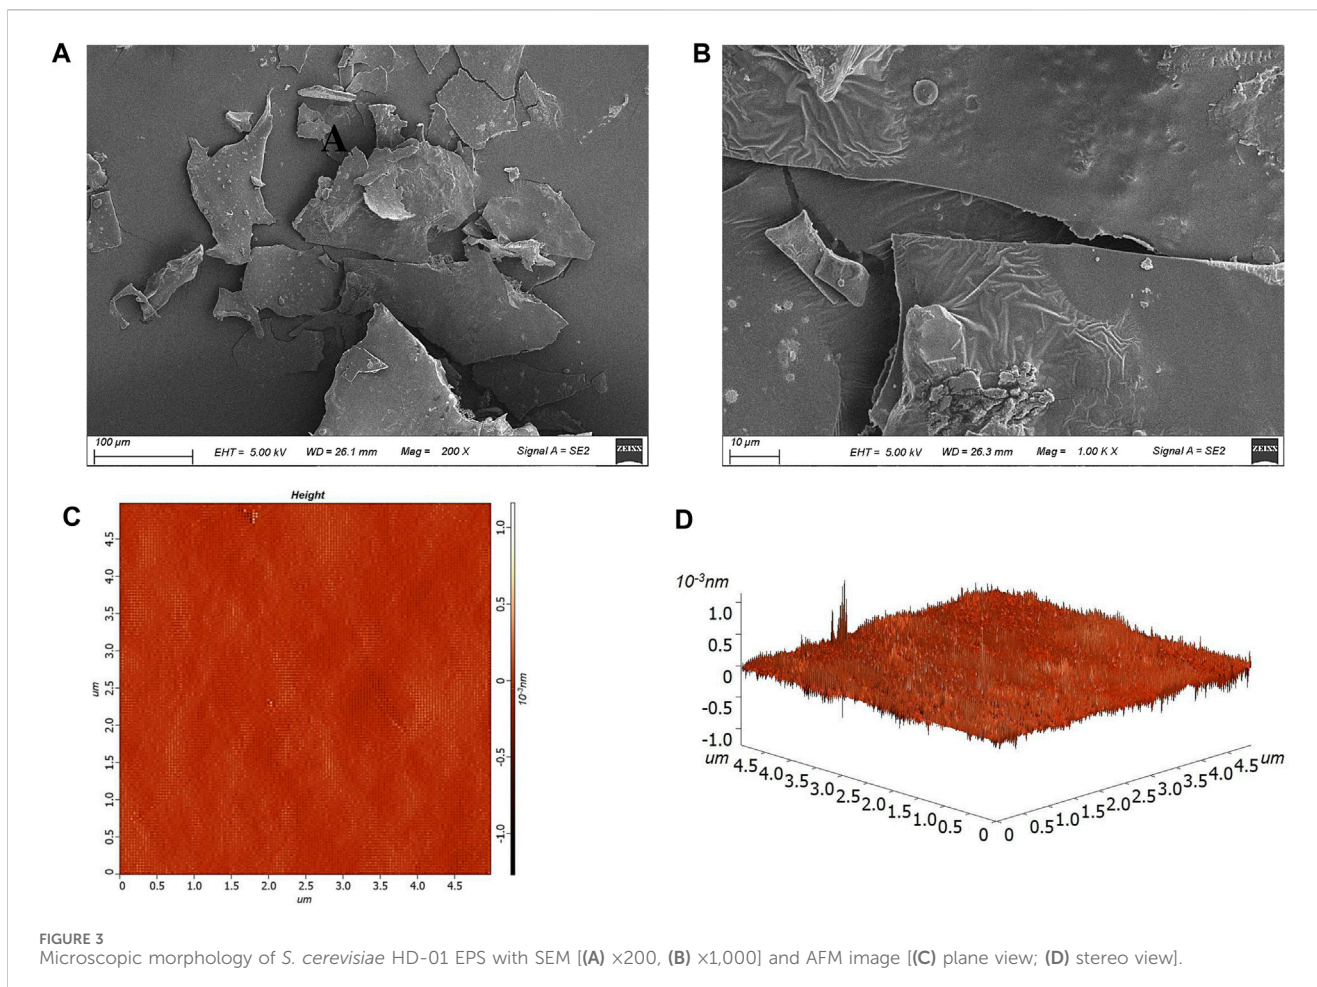 A
B
A
100 µm
EHT = 5.00 kV WD = 26.1 mm Mag = 200 X Signal A = SE2
ZEISS
10 µm
EHT = 5.00 kV WD = 26.3 mm Mag = 1.00 K X Signal A = SE2
ZEISS
C
Height
um
4.5
4.0
3.5
3.0
2.5
2.0
1.5
1.0
0.5
0
0 0.5 1.0 1.5 2.0 2.5 3.0 3.5 4.0 4.5
um
1.0
0.5
0
-0.5
-1.0
10-³nm
D
10-³nm
1.0
0.5
0
-0.5
-1.0
um
4.5 4.0 3.5 3.0 2.5 2.0 1.5 1.0 0.5 0
0 0.5 1.0 1.5 2.0 2.5 3.0 3.5 4.0 4.5
um
FIGURE 3
Microscopic morphology of S. cerevisiae HD-01 EPS with SEM [(A) ×200, (B) ×1,000] and AFM image [(C) plane view; (D) stereo view].